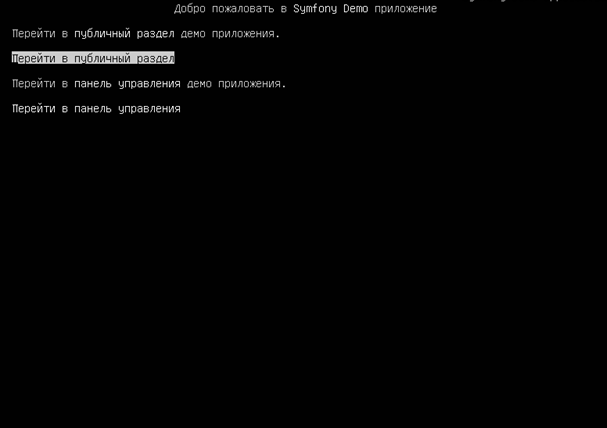 Добро пожаловать в Symfony Demo приложение
Перейти в публичный раздел демо приложения.
Перейти в публичный раздел
Перейти в панель управления демо приложения.
Перейти в панель управления